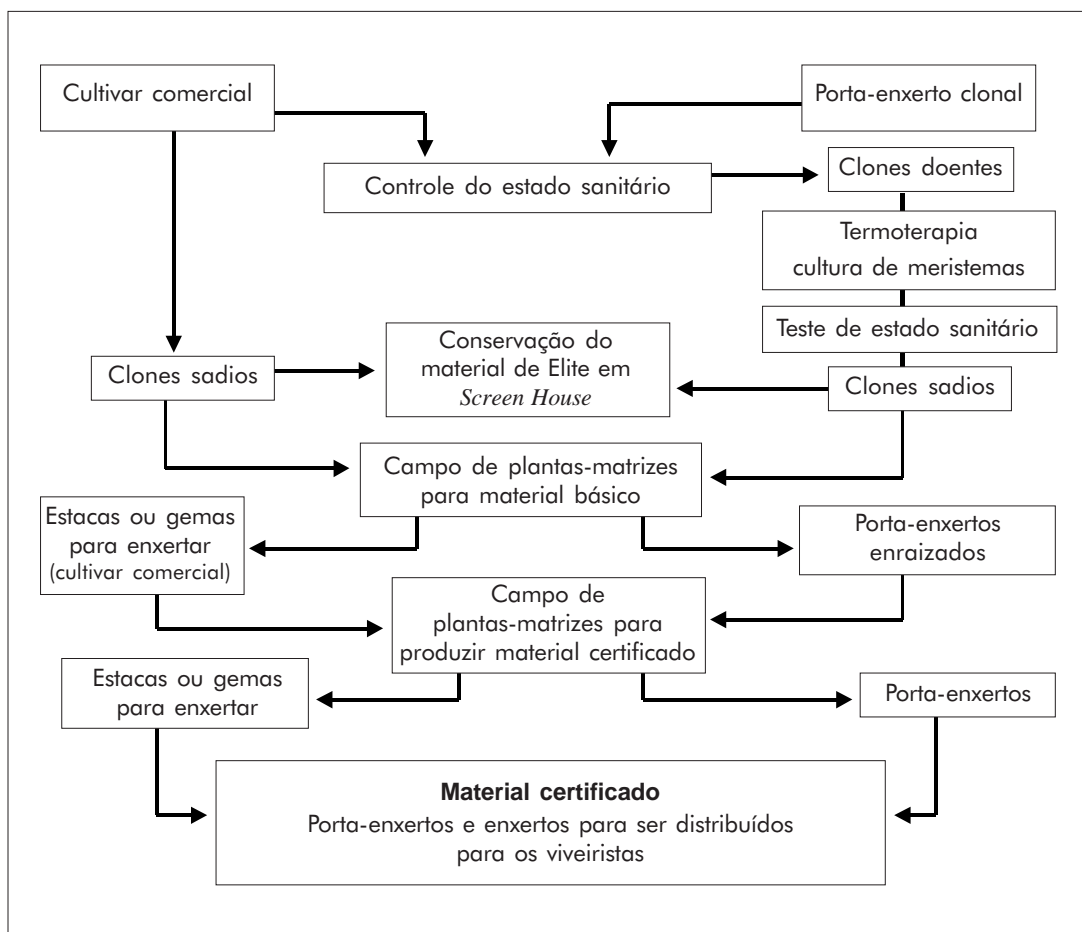 Cultivar comercial
Porta-enxerto clonal
Controle do estado sanitário
Clones doentes
Termoterapia
cultura de meristemas
Teste de estado sanitário
Conservação do
material de Elite em
Screen House
Clones sadios
Clones sadios
Campo de plantas-matrizes
para material básico
Estacas ou gemas
para enxertar
(cultivar comercial)
Porta-enxertos
enraizados
Campo de
plantas-matrizes para
produzir material certificado
Estacas ou gemas
para enxertar
Porta-enxertos
Material certificado
Porta-enxertos e enxertos para ser distribuídos
para os viveiristas